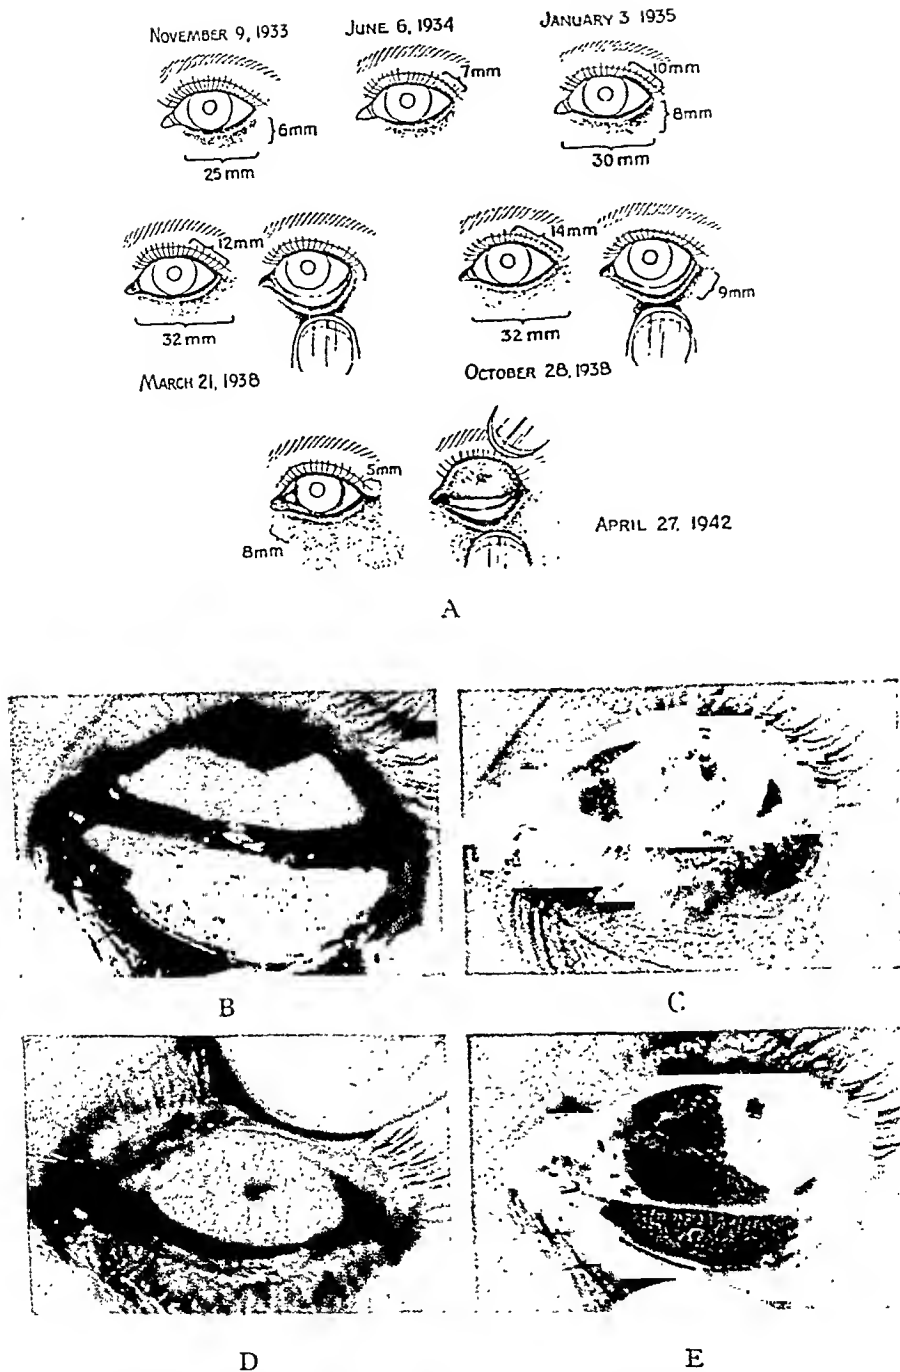 NOVEMBER 9, 1933
JUNE 6, 1934
JANUARY 3 1935
7mm
10mm
6mm
8mm
25mm
30mm
12mm
14mm
9mm
32mm
32mm
MARCH 21, 1938
OCTOBER 28, 1938
5mm
8mm
APRIL 27, 1942
A
B
C
D
E